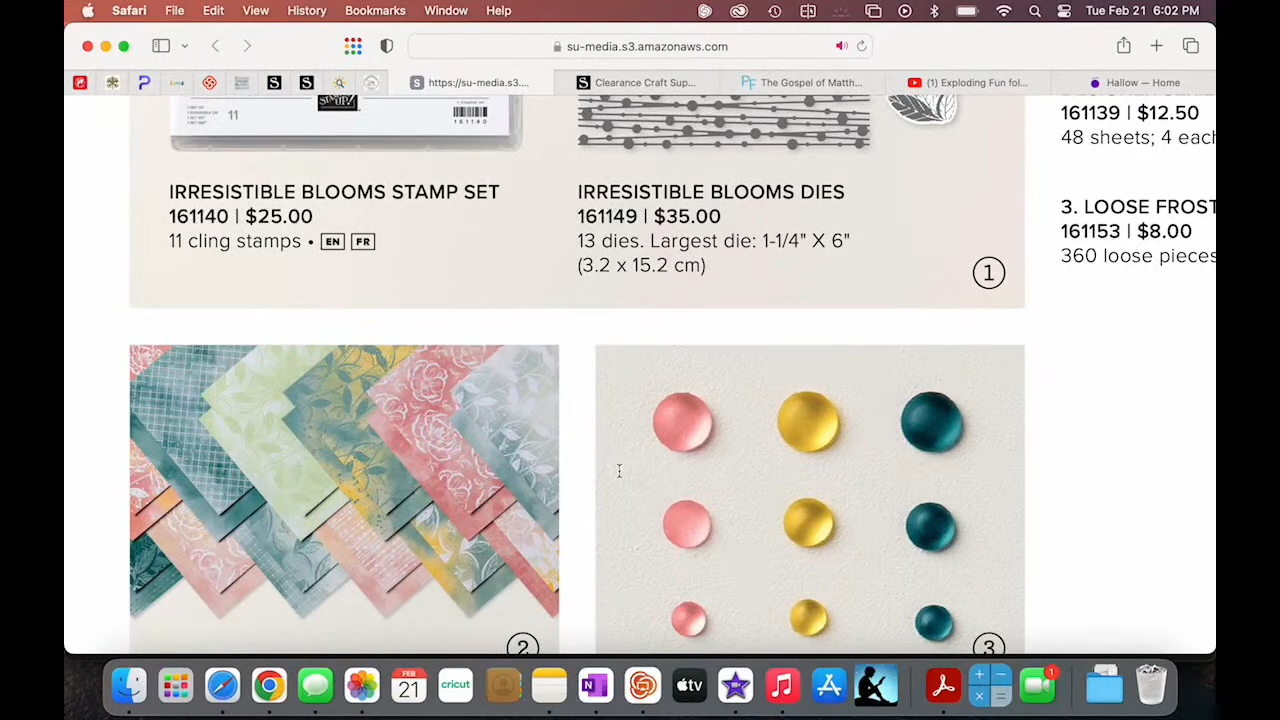 Safari File Edit View History Bookmarks Window Help Tue Feb 21 6:02 PM
su-media.s3.amazonaws.com
https://su-media.s3.... Clearance Craft Sup... The Gospel of Matth... (1) Exploding Fun fol... Hallow — Home
11
161140
161139 | $12.50
48 sheets; 4 each
IRRESISTIBLE BLOOMS STAMP SET
161140 | $25.00
11 cling stamps • EN FR
IRRESISTIBLE BLOOMS DIES
161149 | $35.00
13 dies. Largest die: 1-1/4" X 6"
(3.2 x 15.2 cm)
1
3. LOOSE FROST
161153 | $8.00
360 loose pieces
2
3
FEB
21
cricut
tv
1